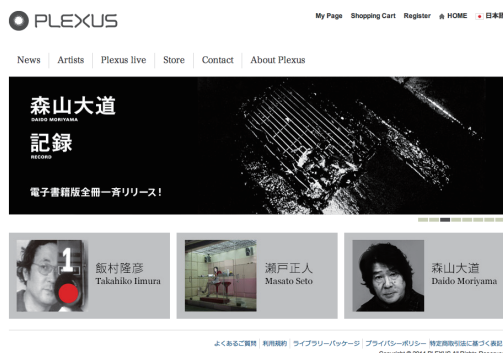 PLEXUS
My Page Shopping Cart Register HOME 日本語
News Artists Plexus live Store Contact About Plexus
森山大道
DAIDO MORIYAMA
記録
RECORD
電子書籍版全冊一斉リリース！
1
飯村隆彦
Takahiko Iimura
瀬戸正人
Masato Seto
森山大道
Daido Moriyama
よくあるご質問 利用規約 ライブラリーパッケージ プライバシーポリシー 特定商取引法に基づく表記